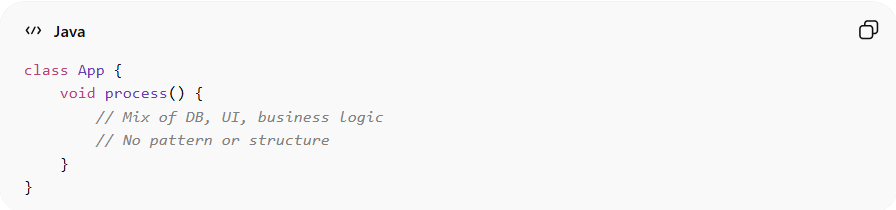 Java
class App {
    void process() {
        // Mix of DB, UI, business logic
        // No pattern or structure
    }
}